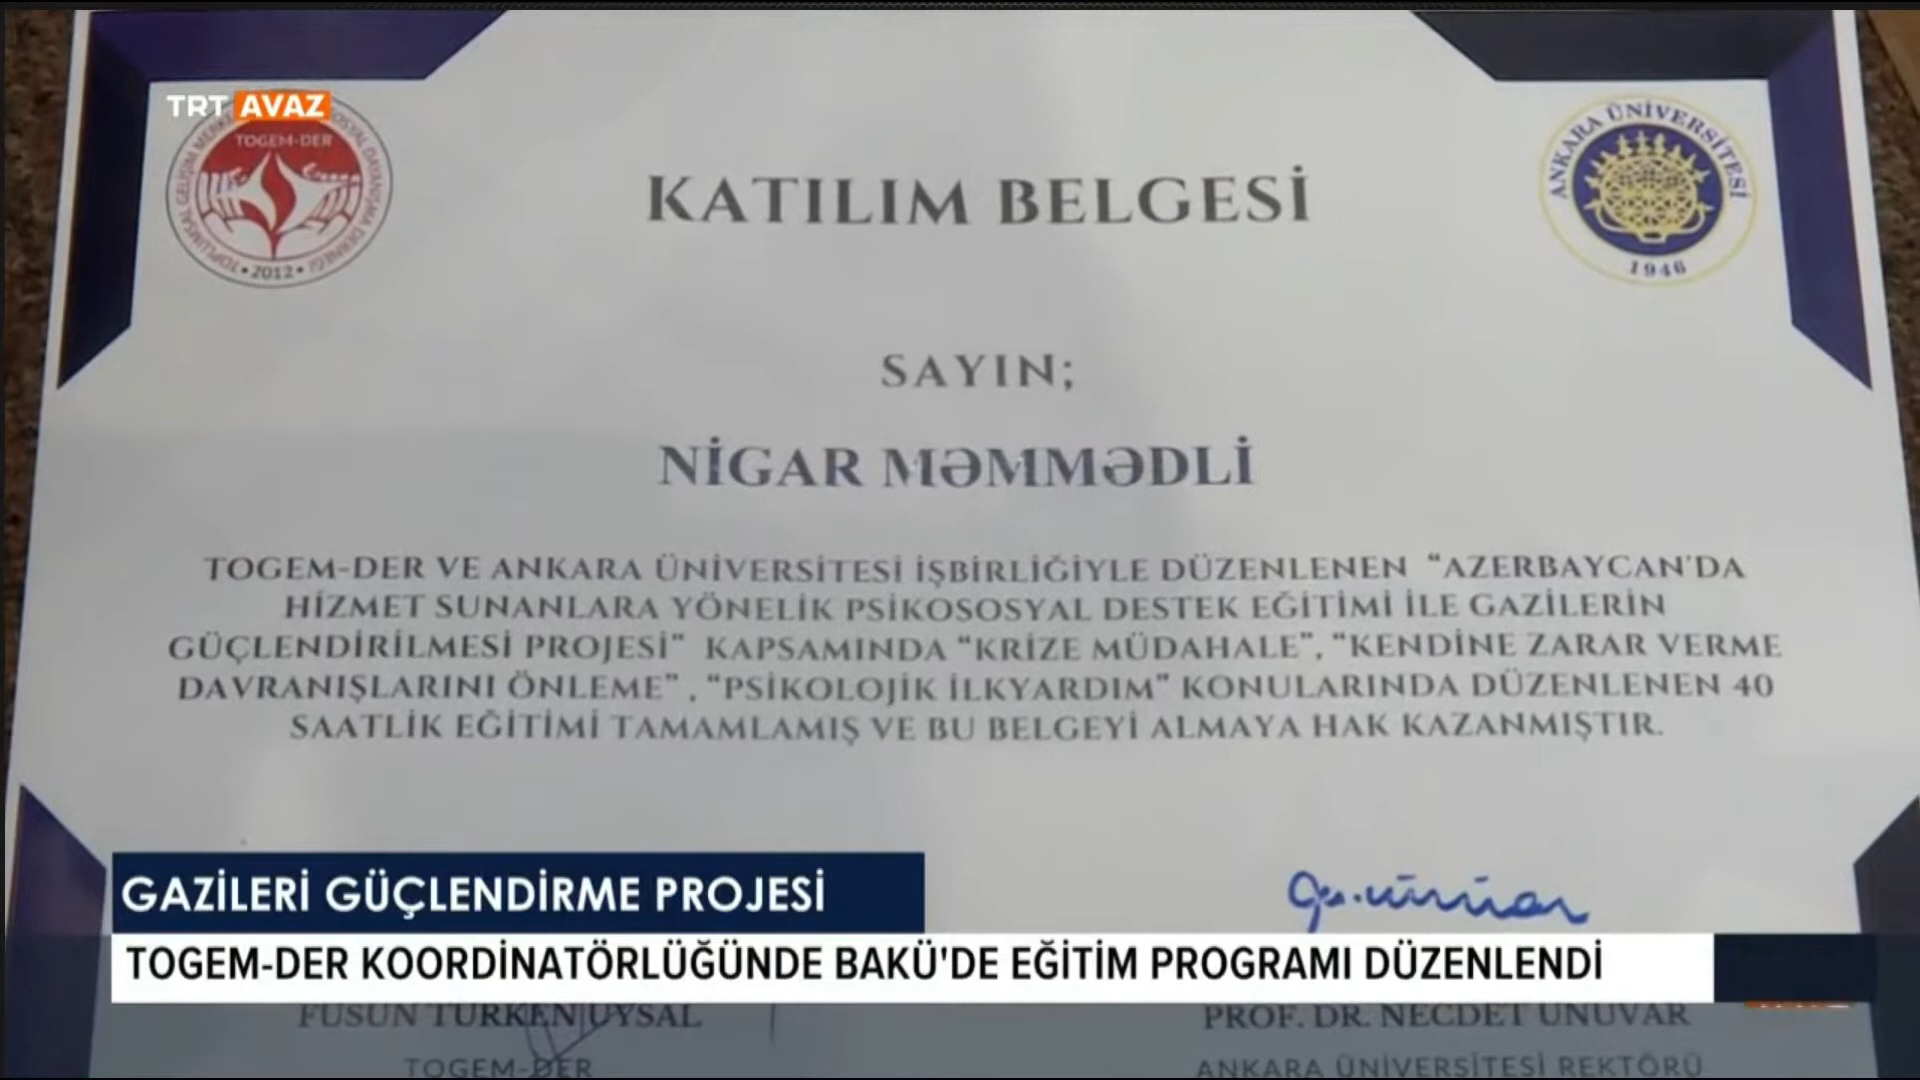 TRT AVAZ
TOGEM-DER
2012
ANKARA ÜNİVERSİTESİ
1946
KATILIM BELGESİ
SAYIN;
NİGAR MƏMMƏDLİ
TOGEM-DER VE ANKARA ÜNİVERSİTESİ İŞBİRLİĞİYLE DÜZENLENEN "AZERBAYCAN'DA
HİZMET SUNANLARA YÖNELİK PSİKOSOSYAL DESTEK EĞİTİMİ İLE GAZİLERİN
GÜÇLENDİRİLMESİ PROJESİ" KAPSAMINDA "KRİZE MÜDAHALE", "KENDİNE ZARAR VERME
DAVRANIŞLARINI ÖNLEME", "PSİKOLOJİK İLKYARDIM" KONULARINDA DÜZENLENEN 40
SAATLİK EĞİTİMİ TAMAMLAMIŞ VE BU BELGEYİ ALMAYA HAK KAZANMIŞTIR.
GAZİLERİ GÜÇLENDİRME PROJESİ
TOGEM-DER KOORDİNATÖRLÜĞÜNDE BAKÜ'DE EĞİTİM PROGRAMI DÜZENLENDİ
FÜSUN TÜRKEN UYSAL
TOGEM-DER
PROF. DR. NECDET ÜNÜVAR
ANKARA ÜNİVERSİTESİ REKTÖRÜ